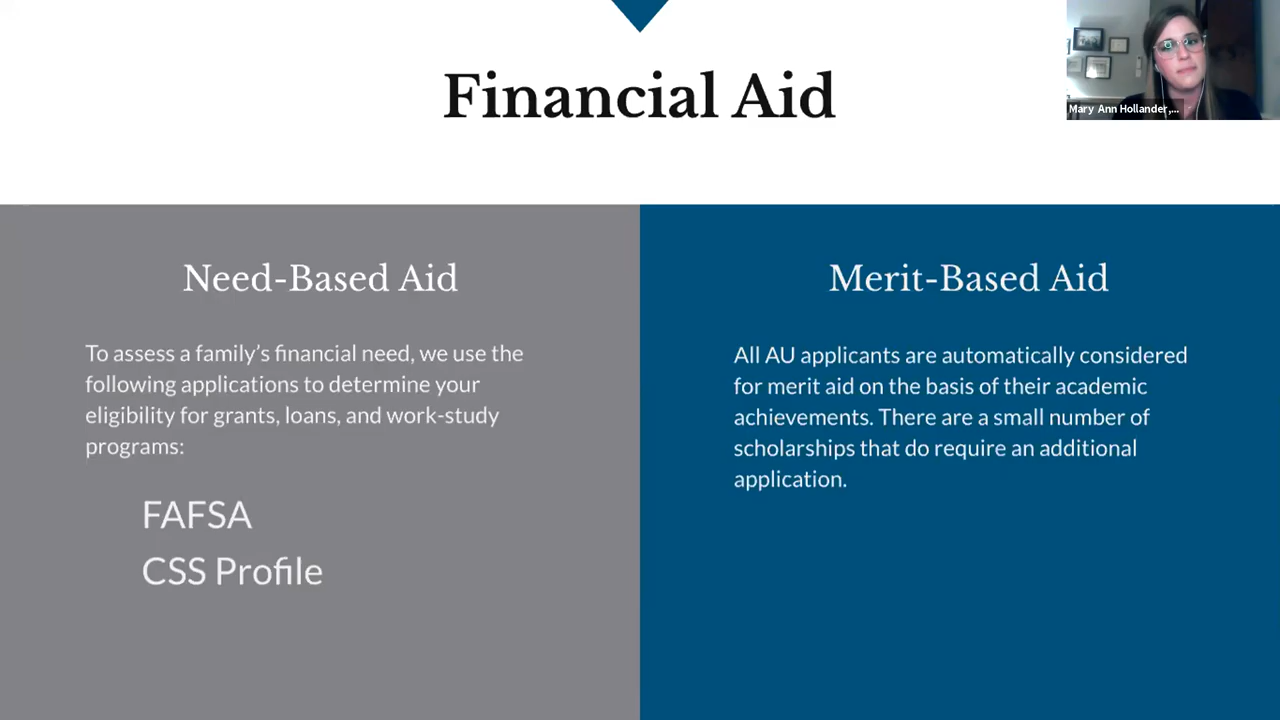 Financial Aid
Mary Ann Hollander,...
Need-Based Aid
To assess a family’s financial need, we use the
following applications to determine your
eligibility for grants, loans, and work-study
programs:
FAFSA
CSS Profile
Merit-Based Aid
All AU applicants are automatically considered
for merit aid on the basis of their academic
achievements. There are a small number of
scholarships that do require an additional
application.